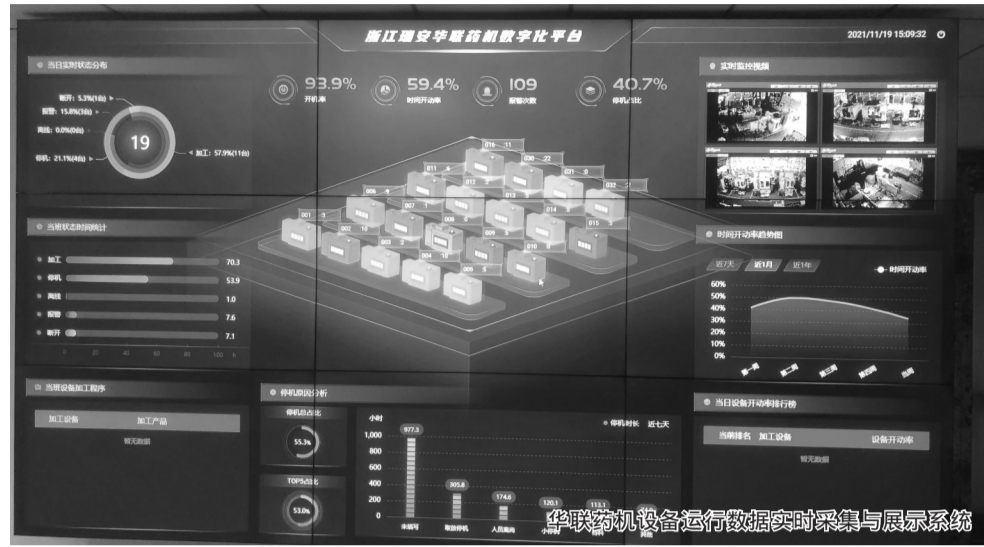 浙江瑞安华联药机数字化平台
2021/11/19 15:09:32
当日实时状态分布
断开: 5.3%(1台)
报警: 15.8%(3台)
离线: 0.0%(0台)
停机: 21.1%(4台)
19
加工: 57.9%(11台)
93.9%
开机率
59.4%
时间开动率
109
报警次数
40.7%
停机占比
实时监控视频
当班状态时间统计
加工 70.3
停机 53.9
离线 1.0
报警 7.6
断开 7.1
0 20 40 60 80 100 h
时间开动率趋势图
近7天 近1月 近1年
时间开动率
60%
50%
40%
30%
20%
10%
0%
第一周 第二周 第三周 第四周 当周
当班设备加工程序
加工设备 加工产品
暂无数据
停机原因分析
停机总占比
55.3%
TOP5占比
53.0%
小时
停机时长 近七天
1,000
800
600
400
200
0
977.3
305.8
174.6
120.1
113.1
未填写
人员离岗
其他
当日设备开动率排行榜
当前排名 加工设备 设备开动率
暂无数据
华联药机设备运行数据实时采集与展示系统